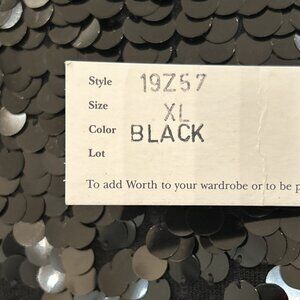 Style 19Z57
Size XL
Color BLACK
Lot
To add Worth to your wardrobe or to be